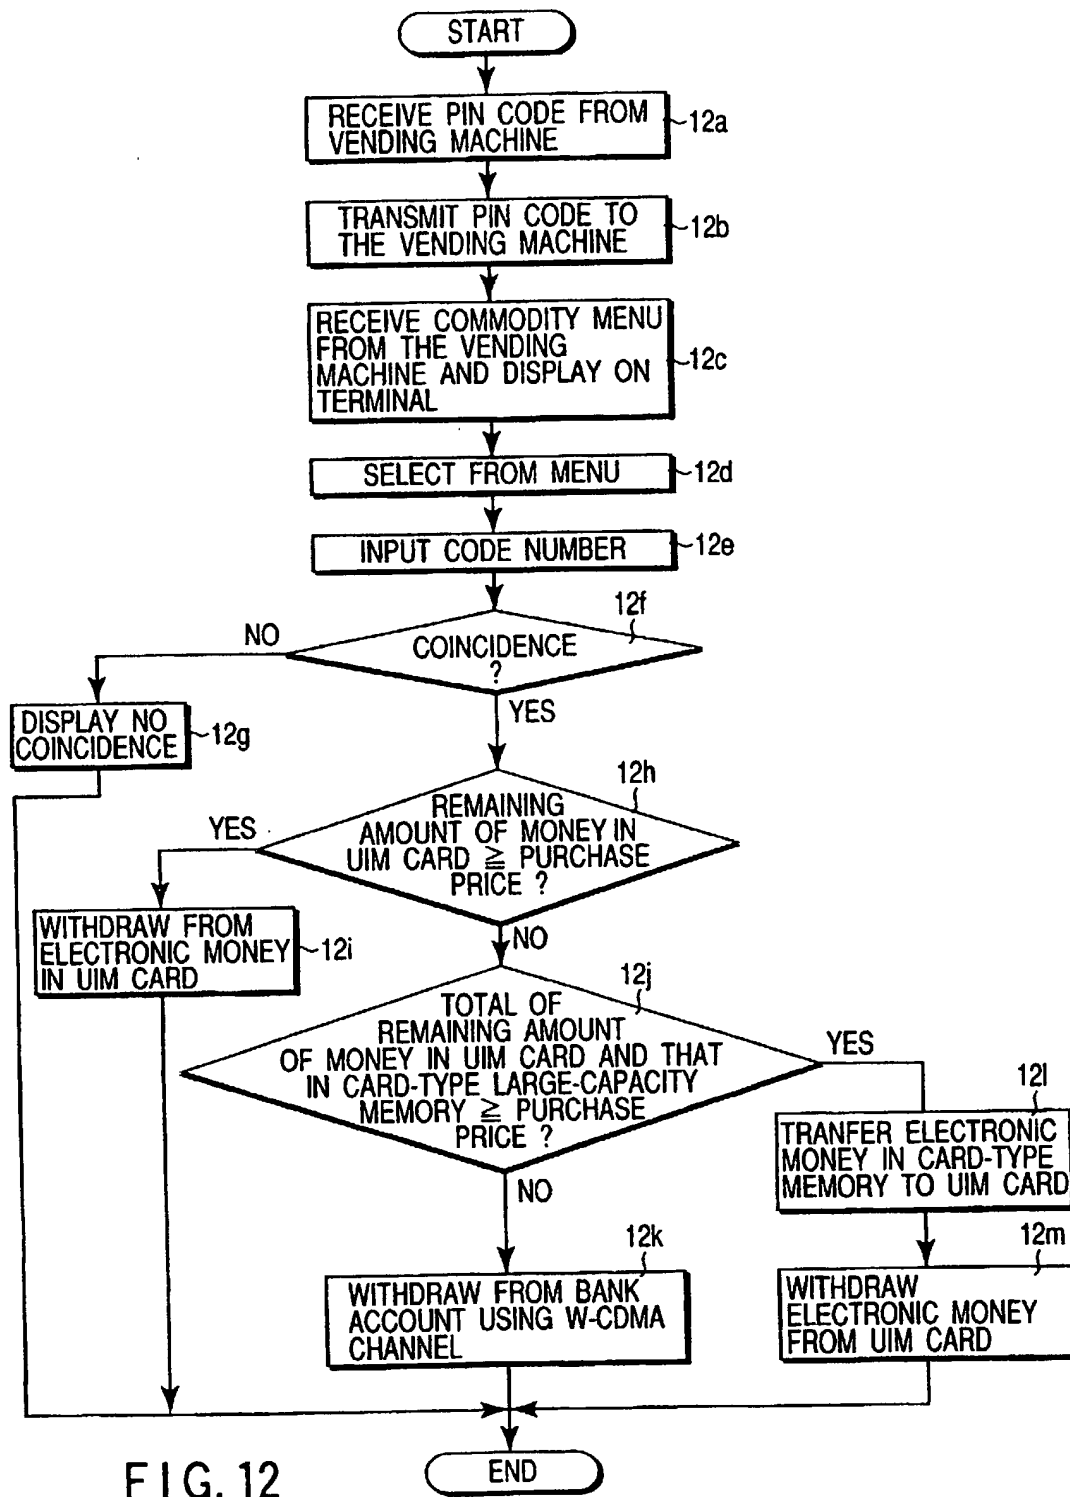 START
RECEIVE PIN CODE FROM
VENDING MACHINE
12a
TRANSMIT PIN CODE TO
THE VENDING MACHINE
12b
RECEIVE COMMODITY MENU
FROM THE VENDING
MACHINE AND DISPLAY ON
TERMINAL
12c
SELECT FROM MENU
12d
INPUT CODE NUMBER
12e
12f
COINCIDENCE
?
NO
YES
DISPLAY NO
COINCIDENCE
12g
12h
REMAINING
AMOUNT OF MONEY IN
UIM CARD ≧ PURCHASE
PRICE ?
YES
NO
WITHDRAW FROM
ELECTRONIC MONEY
IN UIM CARD
12i
12j
TOTAL OF
REMAINING AMOUNT
OF MONEY IN UIM CARD AND THAT
IN CARD-TYPE LARGE-CAPACITY
MEMORY ≧ PURCHASE
PRICE ?
YES
NO
12l
TRANFER ELECTRONIC
MONEY IN CARD-TYPE
MEMORY TO UIM CARD
12k
WITHDRAW FROM BANK
ACCOUNT USING W-CDMA
CHANNEL
12m
WITHDRAW
ELECTRONIC MONEY
FROM UIM CARD
END
FIG. 12